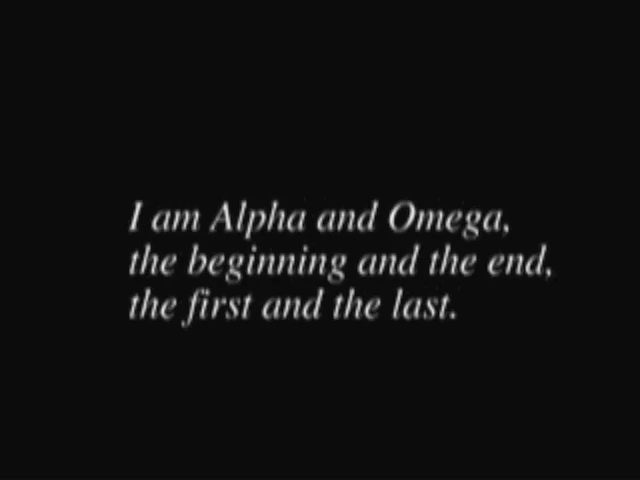 I am Alpha and Omega,
the beginning and the end,
the first and the last.